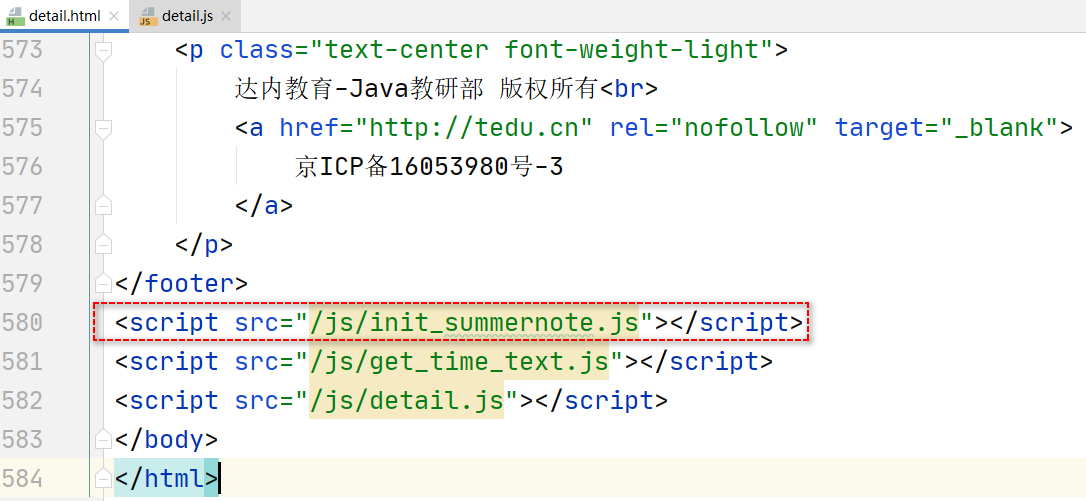 detail.html detail.js
573 <p class="text-center font-weight-light">
574 达内教育-Java教研部 版权所有<br>
575 <a href="http://tedu.cn" rel="nofollow" target="_blank">
576 京ICP备16053980号-3
577 </a>
578 </p>
579 </footer>
580 <script src="/js/init_summernote.js"></script>
581 <script src="/js/get_time_text.js"></script>
582 <script src="/js/detail.js"></script>
583 </body>
584 </html>